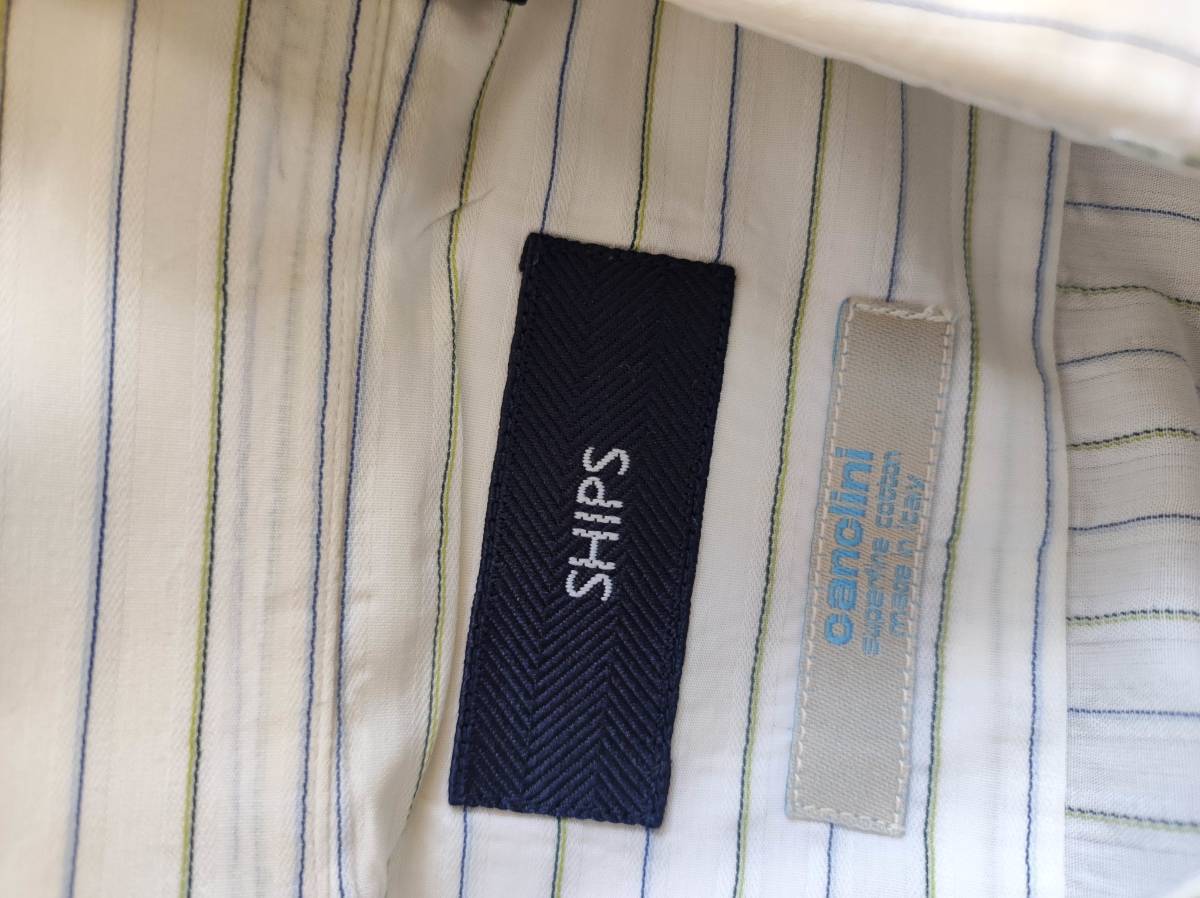 SHIPS
canclini
superfine cotton
made in italy